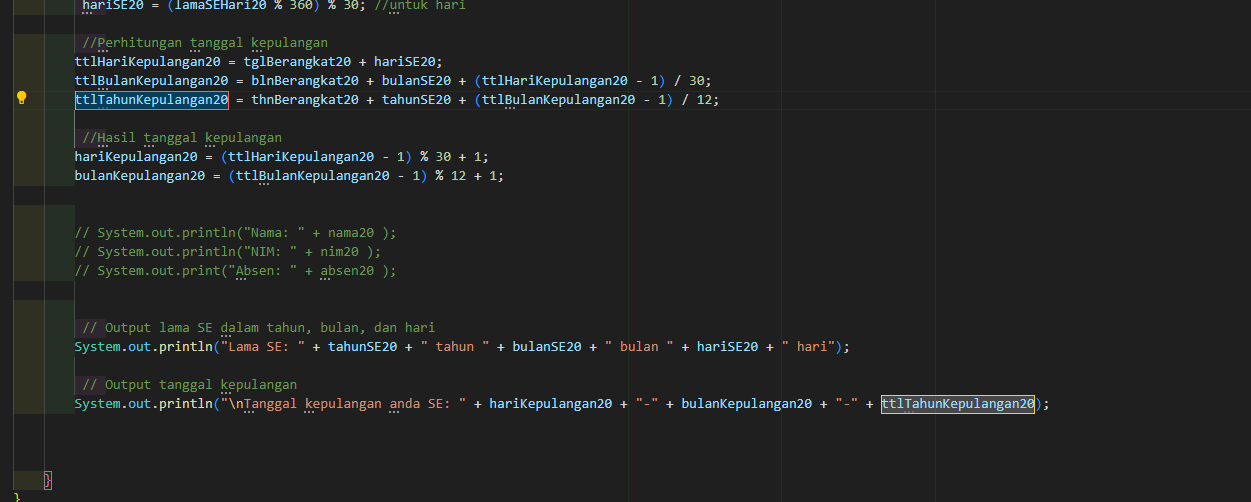 hariSE20 = (lamaSEHari20 % 360) % 30; //untuk hari
//Perhitungan tanggal kepulangan
ttlHariKepulangan20 = tglBerangkat20 + hariSE20;
ttlBulanKepulangan20 = blnBerangkat20 + bulanSE20 + (ttlHariKepulangan20 - 1) / 30;
ttlTahunKepulangan20 = thnBerangkat20 + tahunSE20 + (ttlBulanKepulangan20 - 1) / 12;
//Hasil tanggal kepulangan
hariKepulangan20 = (ttlHariKepulangan20 - 1) % 30 + 1;
bulanKepulangan20 = (ttlBulanKepulangan20 - 1) % 12 + 1;
// System.out.println("Nama: " + nama20 );
// System.out.println("NIM: " + nim20 );
// System.out.print("Absen: " + absen20 );
// Output lama SE dalam tahun, bulan, dan hari
System.out.println("Lama SE: " + tahunSE20 + " tahun " + bulanSE20 + " bulan " + hariSE20 + " hari");
// Output tanggal kepulangan
System.out.println("\nTanggal kepulangan anda SE: " + hariKepulangan20 + "-" + bulanKepulangan20 + "-" + ttlTahunKepulangan20);
}
}